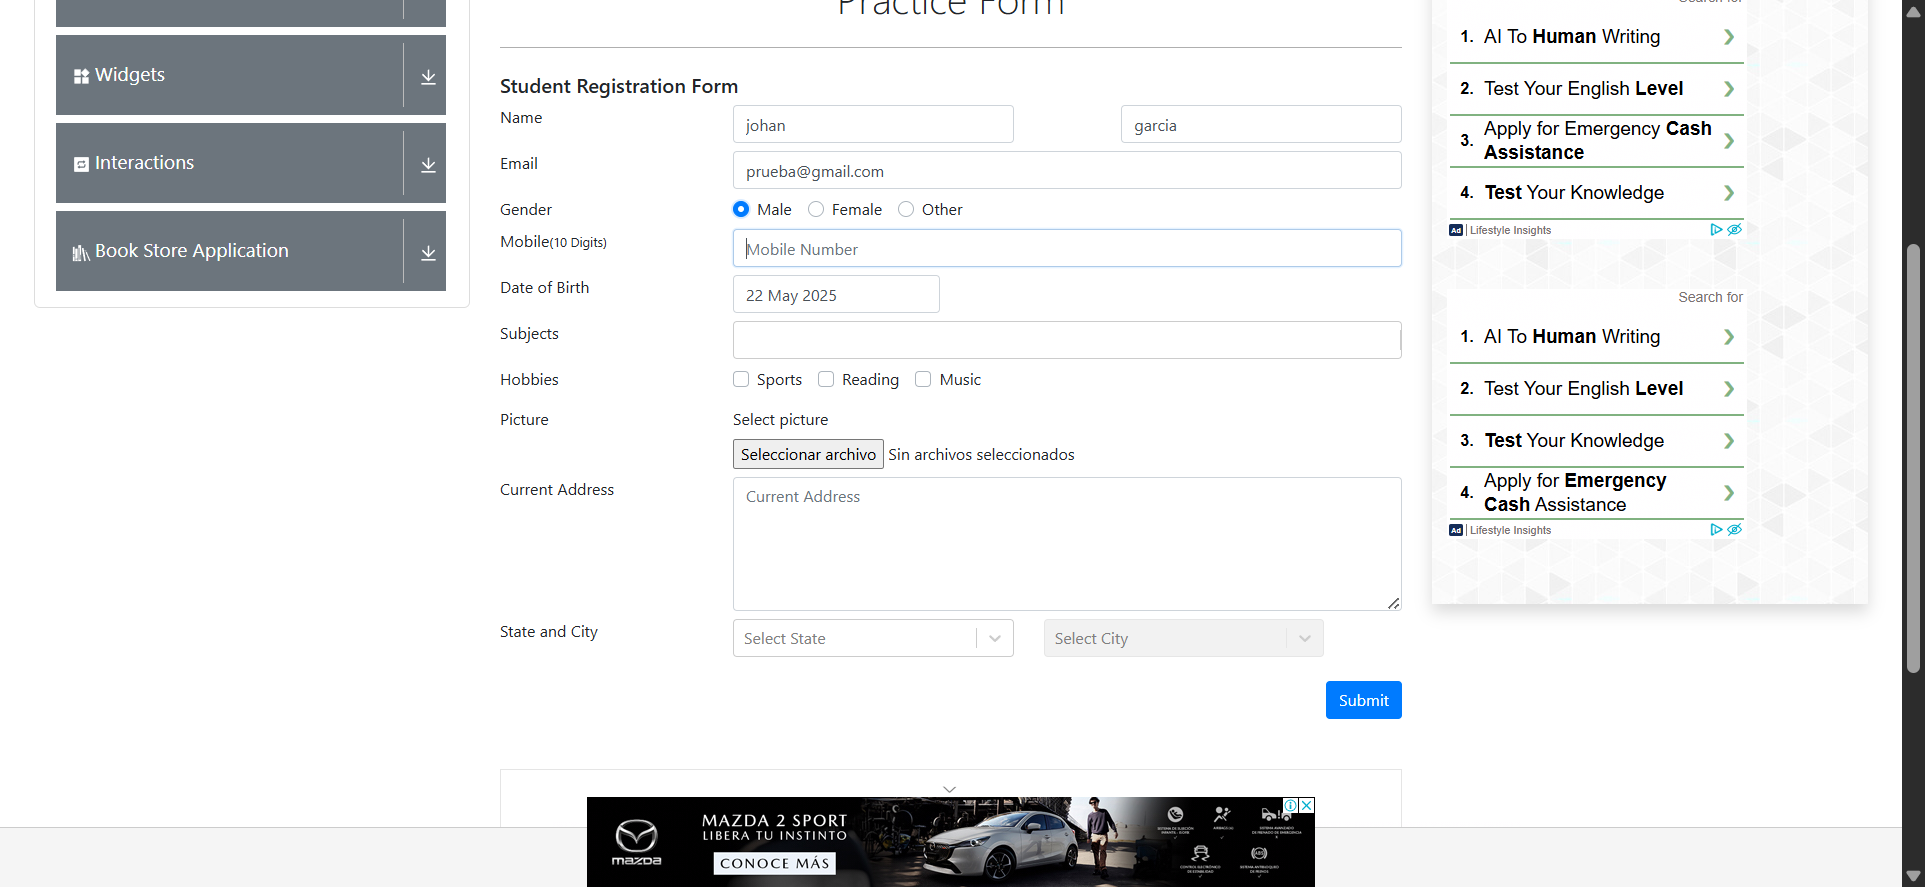 Practice Form
Widgets
Interactions
Book Store Application
Student Registration Form
Name
johan
garcia
Email
prueba@gmail.com
Gender
Male
Female
Other
Mobile(10 Digits)
Mobile Number
Date of Birth
22 May 2025
Subjects
Hobbies
Sports
Reading
Music
Picture
Select picture
Seleccionar archivo Sin archivos seleccionados
Current Address
Current Address
State and City
Select State
Select City
Submit
Search for
1. AI To Human Writing
2. Test Your English Level
3. Apply for Emergency Cash
Assistance
4. Test Your Knowledge
Ad Lifestyle Insights
Search for
1. AI To Human Writing
2. Test Your English Level
3. Test Your Knowledge
4. Apply for Emergency
Cash Assistance
Ad Lifestyle Insights
mazda
MAZDA 2 SPORT
LIBERA TU INSTINTO
CONOCE MÁS